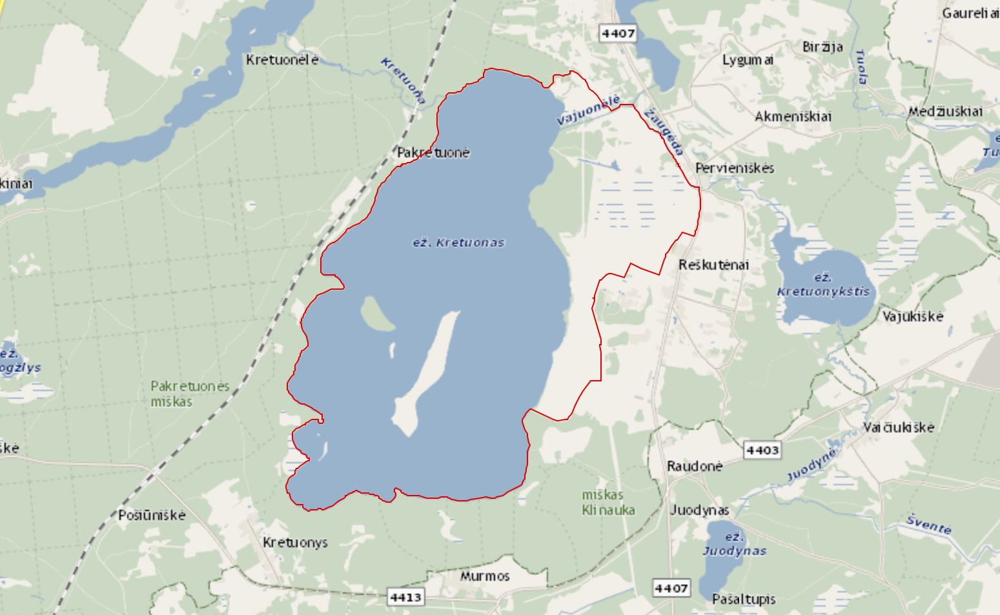 Gaureliai
4407
Biržija
Kretuonėlė
Lygumai
Kretuona
Tuola
Vajuonėlė
Medžiuškiai
Akmeniškiai
Žaugėda
Pakretuonė
Pervieniškės
kiniai
ež. Kretuonas
Reškutėnai
ež.
Kretuonykštis
Vajukiškė
ež.
ogžlys
Pakretuonės
miškas
Vaičiukiškė
škė
4403
Juodynė
Raudonė
miškas
Klinauka
Juodynas
Pošiūniškė
Šventė
Kretuonys
ež.
Juodynas
Murmos
4407
4413
Pašaltupis